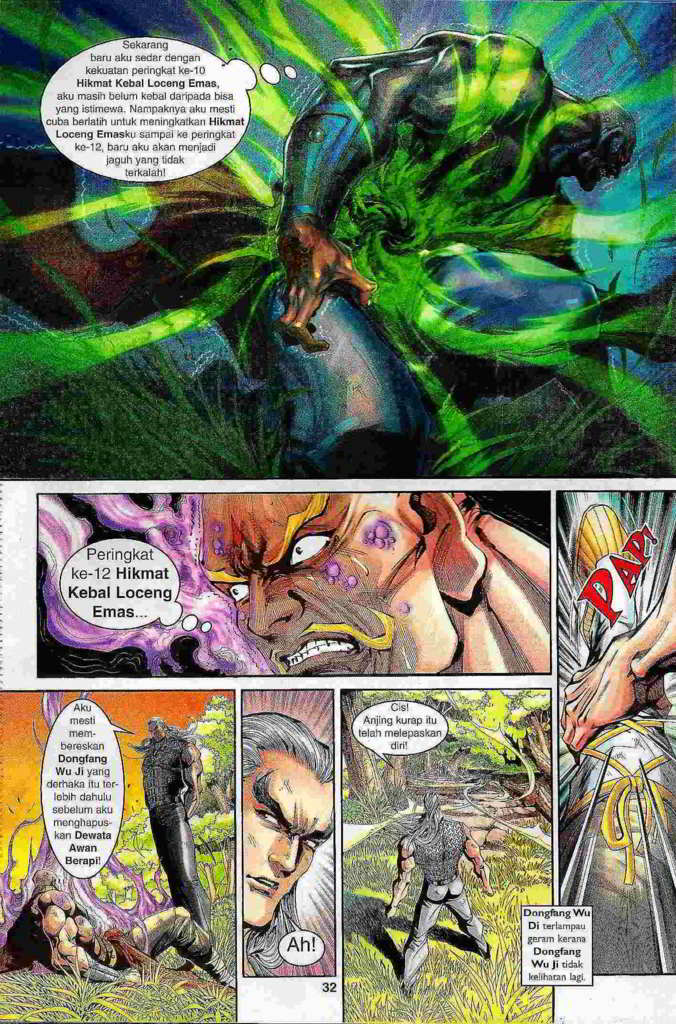 Sekarang
baru aku sedar dengan
kekuatan peringkat ke-10
Hikmat Kebal Loceng Emas,
aku masih belum kebal daripada bisa
yang istimewa. Nampaknya aku mesti
cuba berlatih untuk meningkatkan Hikmat
Loceng Emasku sampai ke peringkat
ke-12, baru aku akan menjadi
jaguh yang tidak
terkalah!
Peringkat
ke-12 Hikmat
Kebal Loceng
Emas...
PAP!
Aku
mesti
mem-
bereskan
Dongfang
Wu Ji yang
derhaka itu ter-
lebih dahulu
sebelum aku
menghapus-
kan Dewata
Awan
Berapi!
Ah!
Cis!
Anjing kurap itu
telah melepaskan
diri!
Dongfang Wu
Di terlampau
geram kerana
Dongfang
Wu Ji tidak
kelihatan lagi.
32